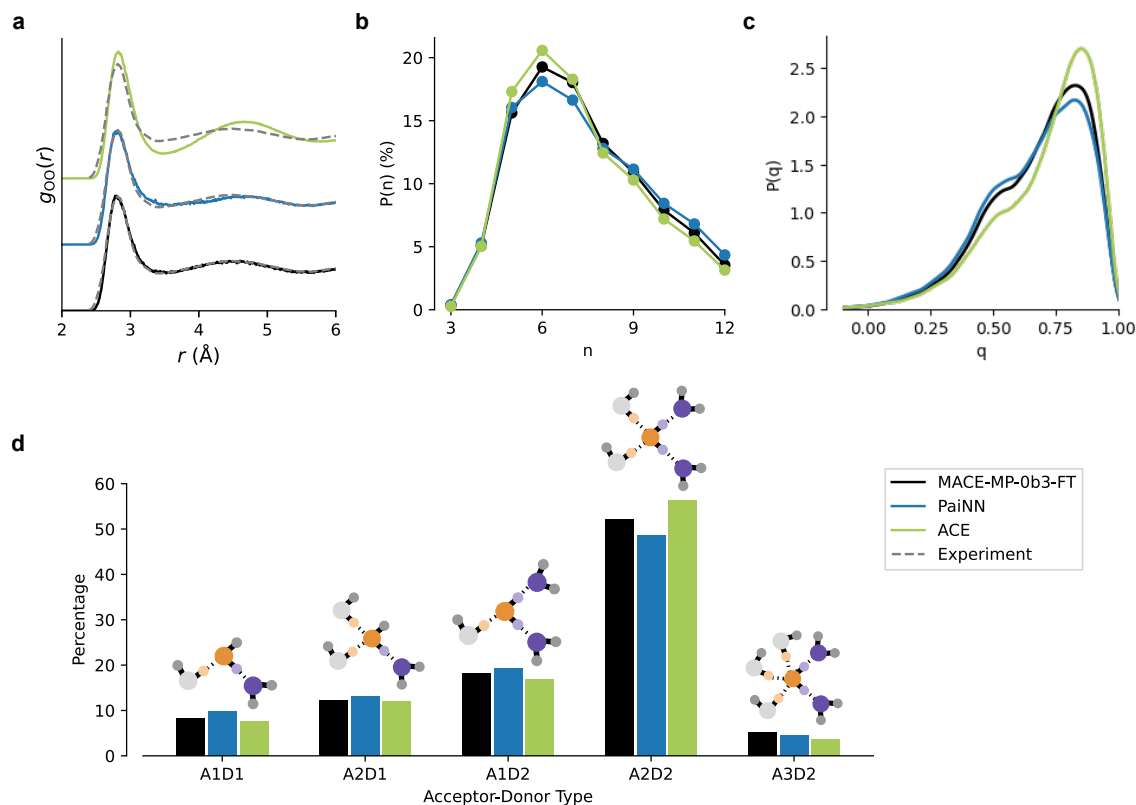 a
g_OO(r)
2 3 4 5 6
r (Å)
b
P(n) (%)
20
15
10
5
0
3 6 9 12
n
c
P(q)
2.5
2.0
1.5
1.0
0.5
0.0
0.00 0.25 0.50 0.75 1.00
q
d
Percentage
60
50
40
30
20
10
0
A1D1 A2D1 A1D2 A2D2 A3D2
Acceptor-Donor Type
MACE-MP-0b3-FT
PaiNN
ACE
Experiment